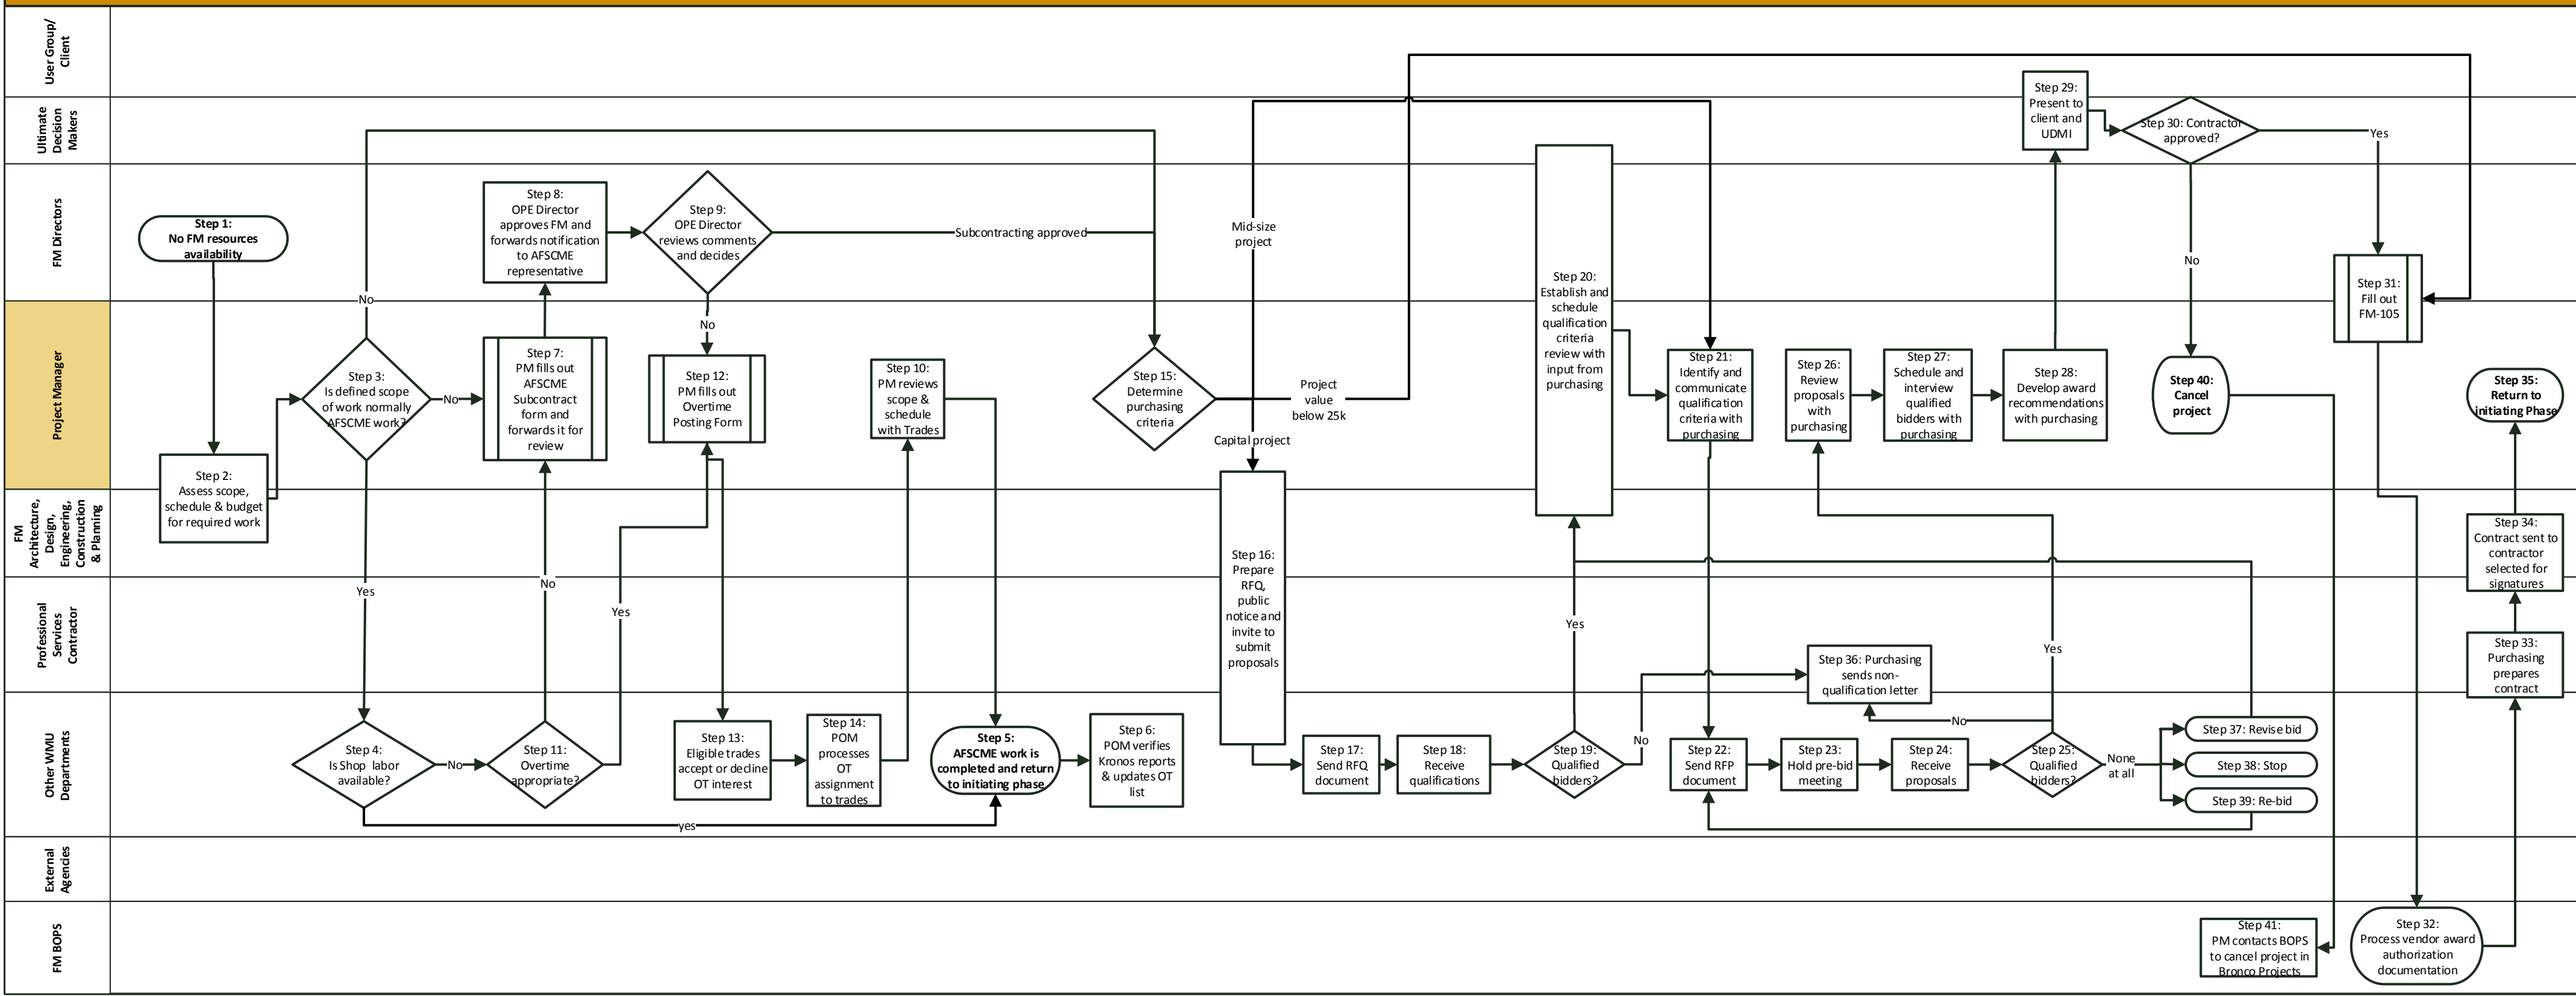 User Group/
Client
Ultimate
Decision
Makers
FM Directors
Project Manager
FM
Architecture,
Design,
Engineering,
Construction
& Planning
Professional
Services
Contractor
Other WMU
Departments
External
Agencies
FM BOPS
Step 1:
No FM resources
availability
Step 2:
Assess scope,
schedule & budget
for required work
Step 3:
Is defined scope
of work normally
AFSCME work?
No
No
Yes
Step 4:
Is Shop labor
available?
No
yes
Step 5:
AFSCME work is
completed and return
to initiating phase
Step 6:
POM verifies
Kronos reports
& updates OT
list
Step 7:
PM fills out
AFSCME
Subcontract
form and
forwards it for
review
Step 8:
OPE Director
approves FM and
forwards notification
to AFSCME
representative
Step 9:
OPE Director
reviews comments
and decides
Subcontracting approved
No
Step 10:
PM reviews
scope &
schedule
with Trades
Step 11:
Overtime
appropriate?
No
Yes
Step 12:
PM fills out
Overtime
Posting Form
Step 13:
Eligible trades
accept or decline
OT interest
Step 14:
POM
processes
OT
assignment
to trades
Step 15:
Determine
purchasing
criteria
Mid-size
project
Project
value
below 25k
Capital project
Step 16:
Prepare
RFQ,
public
notice and
invite to
submit
proposals
Step 17:
Send RFQ
document
Step 18:
Receive
qualifications
Step 19:
Qualified
bidders?
Yes
No
Step 20:
Establish and
schedule
qualification
criteria
review with
input from
purchasing
Step 21:
Identify and
communicate
qualification
criteria with
purchasing
Step 22:
Send RFP
document
Step 23:
Hold pre-bid
meeting
Step 24:
Receive
proposals
Step 25:
Qualified
bidders?
Yes
No
None
at all
Step 26:
Review
proposals
with
purchasing
Step 27:
Schedule and
interview
qualified
bidders with
purchasing
Step 28:
Develop award
recommendations
with purchasing
Step 29:
Present to
client and
UDMI
Step 30: Contractor
approved?
Yes
No
Step 31:
Fill out
FM-105
Step 32:
Process vendor award
authorization
documentation
Step 33:
Purchasing
prepares
contract
Step 34:
Contract sent to
contractor
selected for
signatures
Step 35:
Return to
initiating Phase
Step 36: Purchasing
sends non-
qualification letter
Step 37: Revise bid
Step 38: Stop
Step 39: Re-bid
Step 40:
Cancel
project
Step 41:
PM contacts BOPS
to cancel project in
Bronco Projects